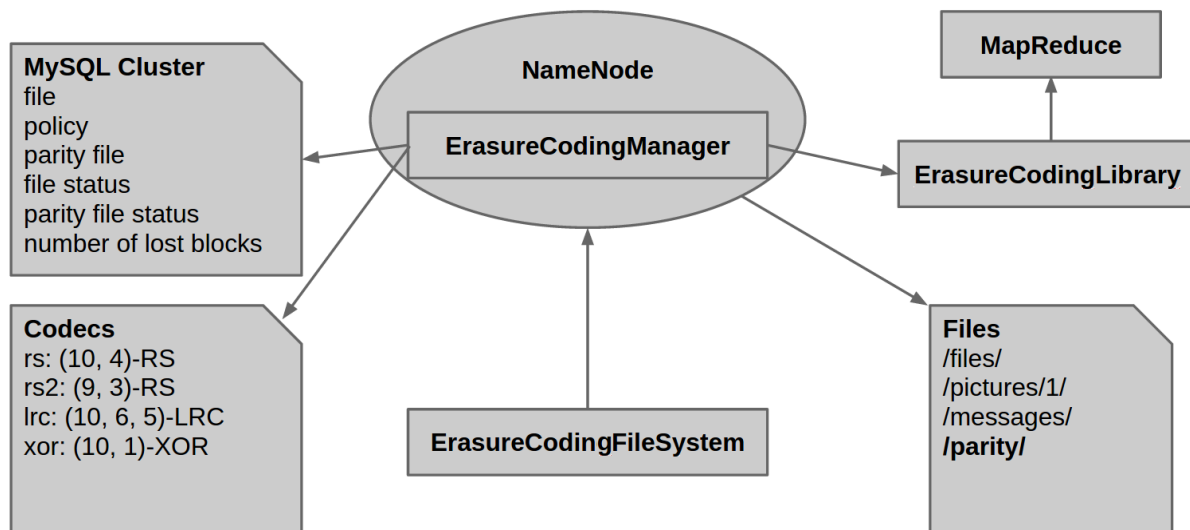 MySQL Cluster
file
policy
parity file
file status
parity file status
number of lost blocks
NameNode
ErasureCodingManager
MapReduce
ErasureCodingLibrary
Codecs
rs: (10, 4)-RS
rs2: (9, 3)-RS
lrc: (10, 6, 5)-LRC
xor: (10, 1)-XOR
ErasureCodingFileSystem
Files
/files/
/pictures/1/
/messages/
/parity/